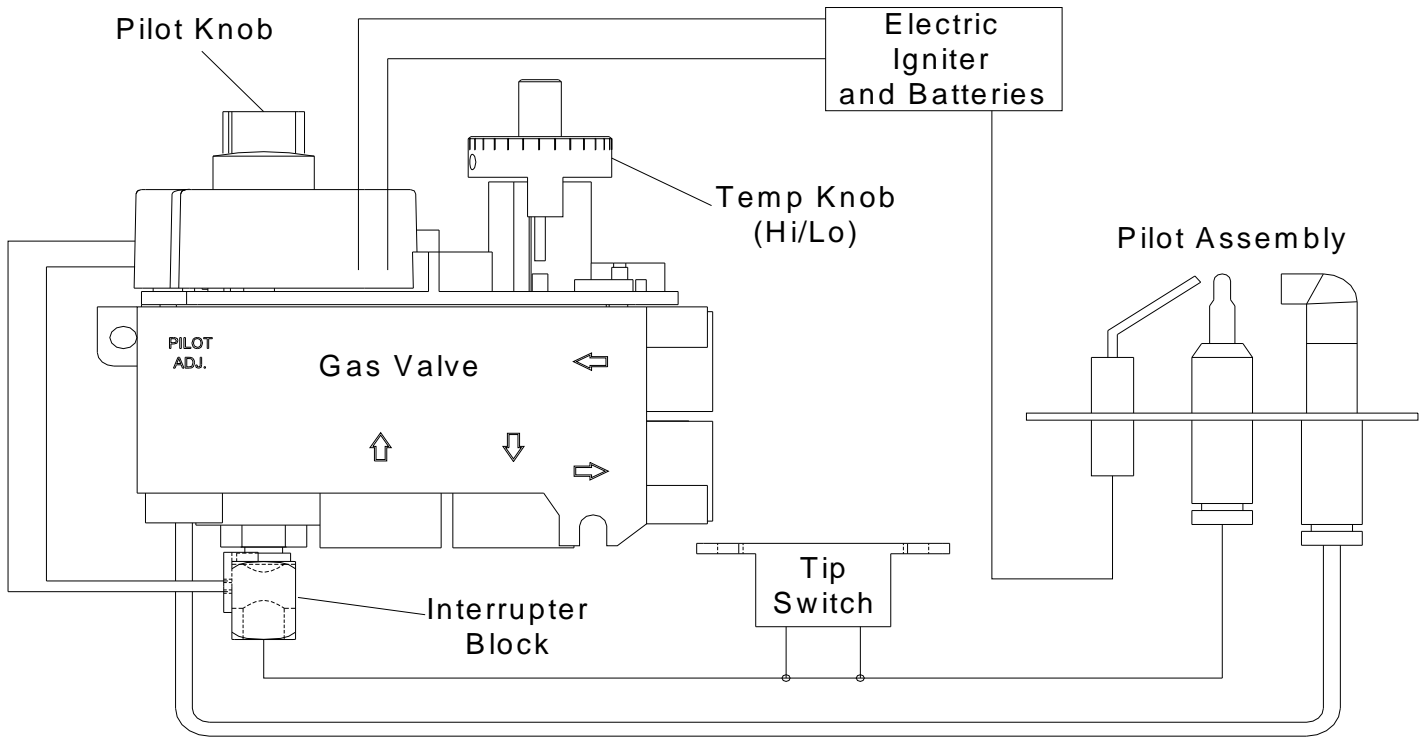 Pilot Knob
Electric
Igniter
and Batteries
Temp Knob
(Hi/Lo)
Pilot Assembly
PILOT
ADJ.
Gas Valve
Tip
Switch
Interrupter
Block